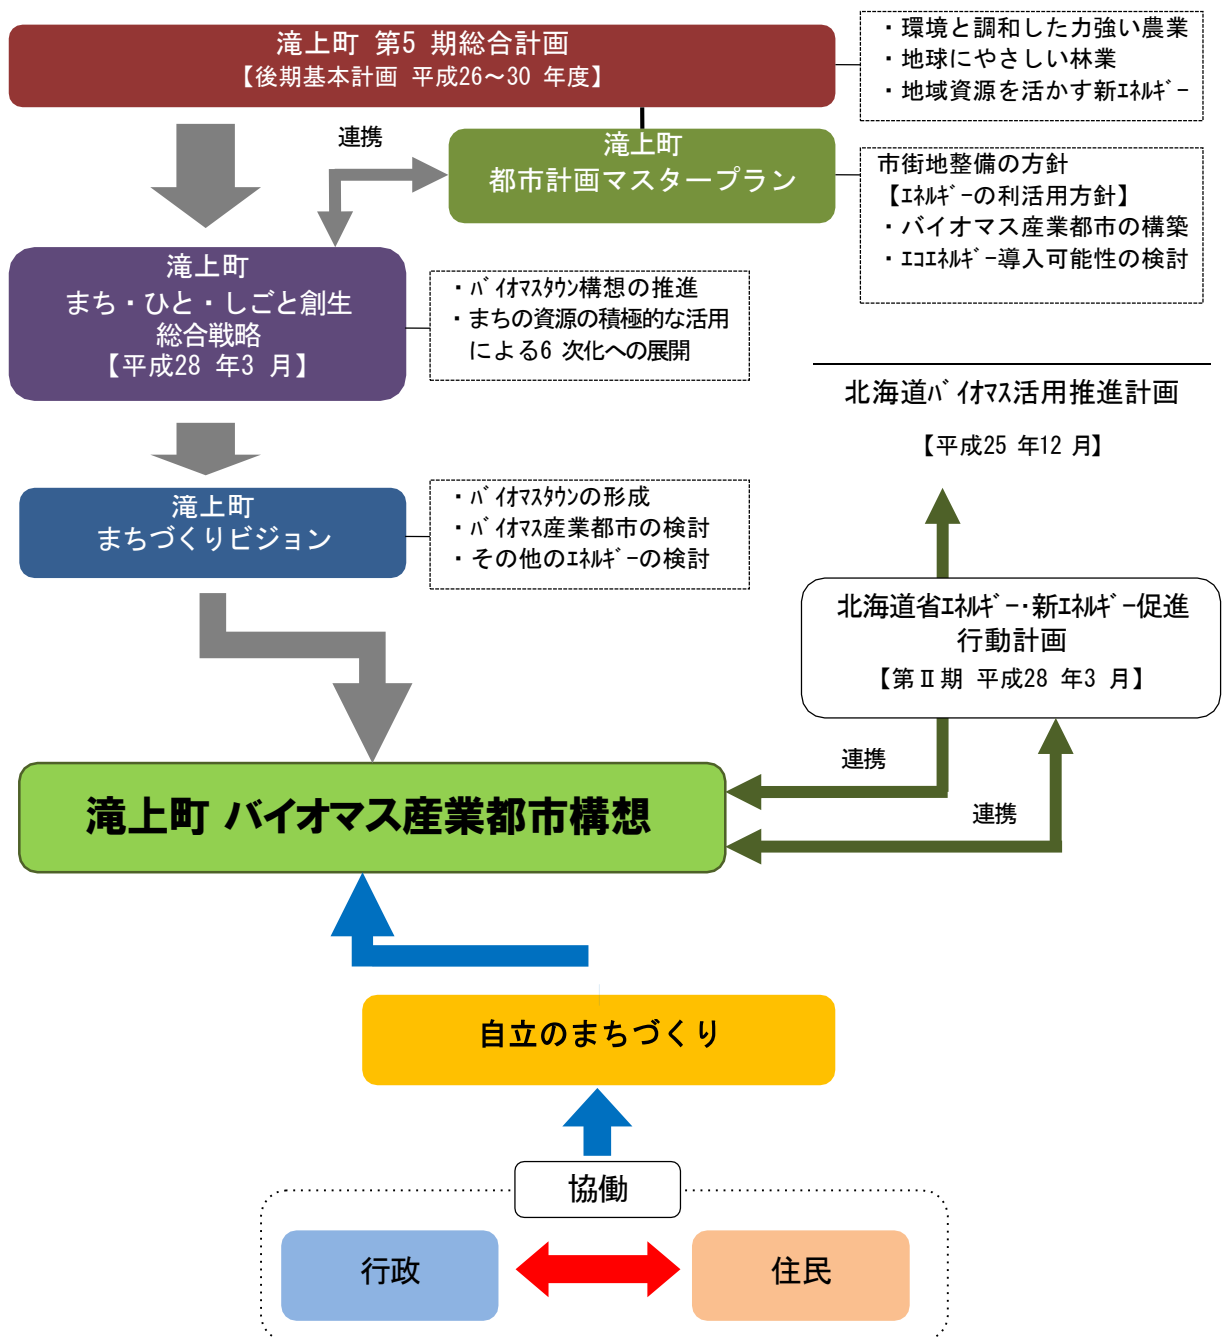 滝上町 第5 期総合計画
【後期基本計画 平成26～30 年度】
・環境と調和した力強い農業
・地球にやさしい林業
・地域資源を活かす新ｴﾈﾙｷﾞｰ
連携
滝上町
都市計画マスタープラン
市街地整備の方針
【ｴﾈﾙｷﾞｰの利活用方針】
・バイオマス産業都市の構築
・ｴｺｴﾈﾙｷﾞｰ導入可能性の検討
滝上町
まち・ひと・しごと創生
総合戦略
【平成28 年3 月】
・ﾊﾞｲｵﾏｽﾀｳﾝ構想の推進
・まちの資源の積極的な活用
による6 次化への展開
北海道ﾊﾞｲｵﾏｽ活用推進計画
【平成25 年12 月】
滝上町
まちづくりビジョン
・ﾊﾞｲｵﾏｽﾀｳﾝの形成
・ﾊﾞｲｵﾏｽ産業都市の検討
・その他のｴﾈﾙｷﾞｰの検討
北海道省ｴﾈﾙｷﾞｰ･新ｴﾈﾙｷﾞｰ促進
行動計画
【第Ⅱ期 平成28 年3 月】
連携
連携
滝上町 バイオマス産業都市構想
自立のまちづくり
協働
行政
住民